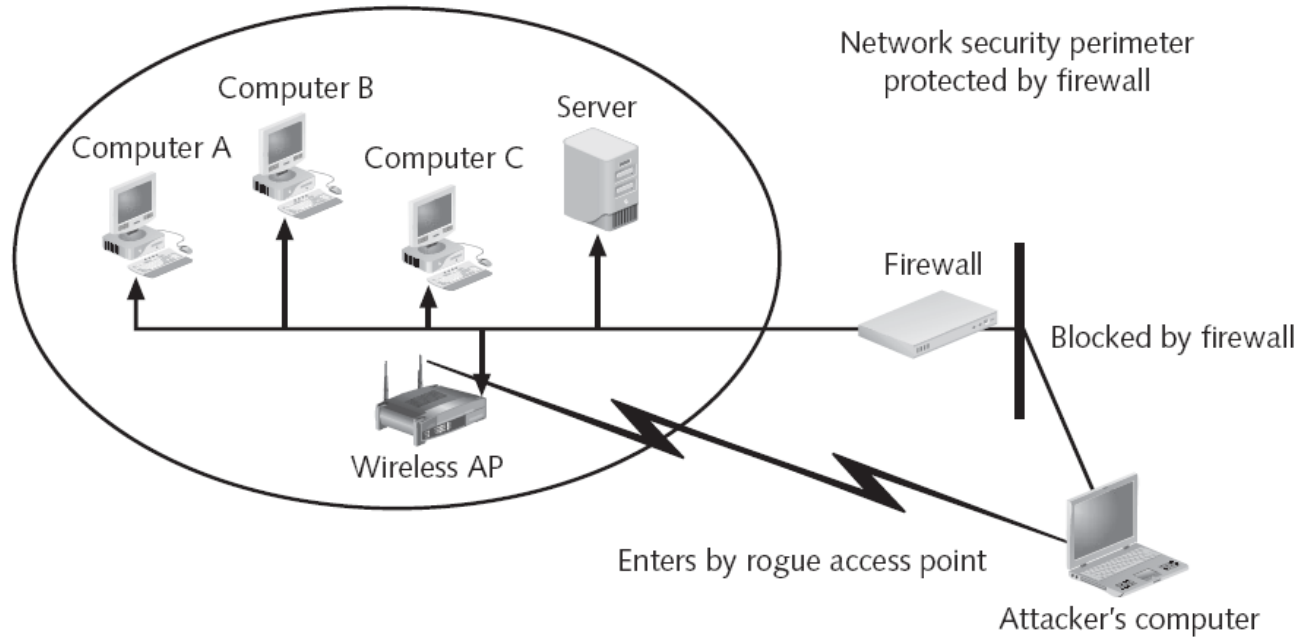 Network security perimeter
protected by firewall
Computer B
Server
Computer A
Computer C
Firewall
Blocked by firewall
Wireless AP
Enters by rogue access point
Attacker's computer